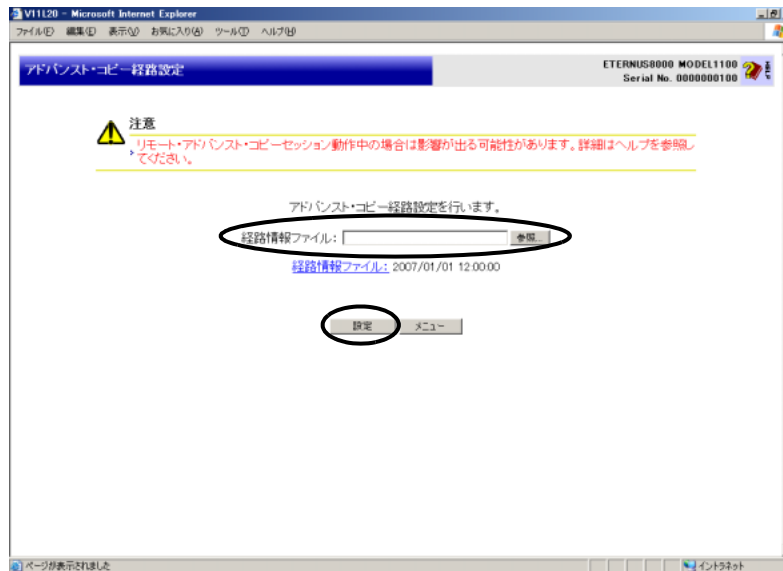 V11L20 - Microsoft Internet Explorer
ファイル(F) 編集(E) 表示(V) お気に入り(A) ツール(T) ヘルプ(H)
アドバンスト・コピー経路設定
ETERNUS8000 MODEL1100
Serial No. 0000000100
HELP
注意
リモート・アドバンスト・コピーセッション動作中の場合は影響が出る可能性があります。詳細はヘルプを参照し
てください。
アドバンスト・コピー経路設定を行います。
経路情報ファイル: 参照...
経路情報ファイル: 2007/01/01 12:00:00
設定 メニュー
ページが表示されました イントラネット